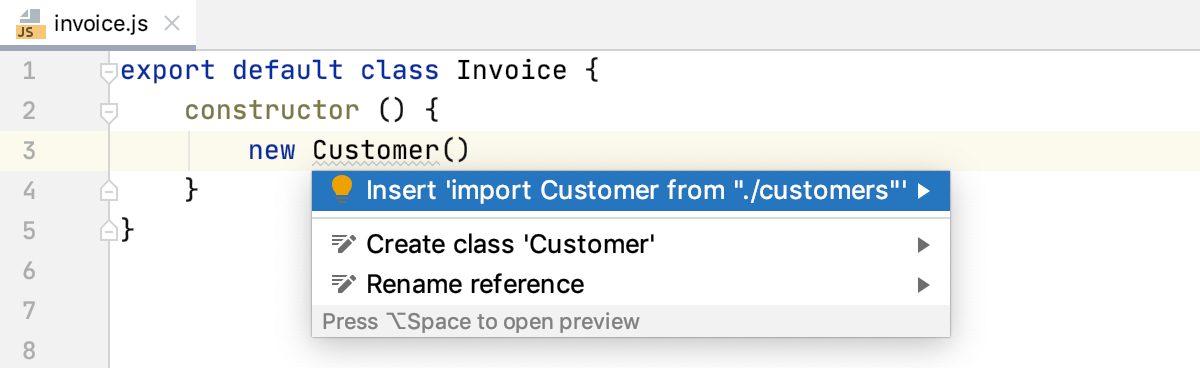 JS invoice.js
1 export default class Invoice {
2 constructor () {
3 new Customer()
Insert 'import Customer from "./customers"'
4 }
Create class 'Customer'
5 }
6 Rename reference
7 Press ⌥Space to open preview
8